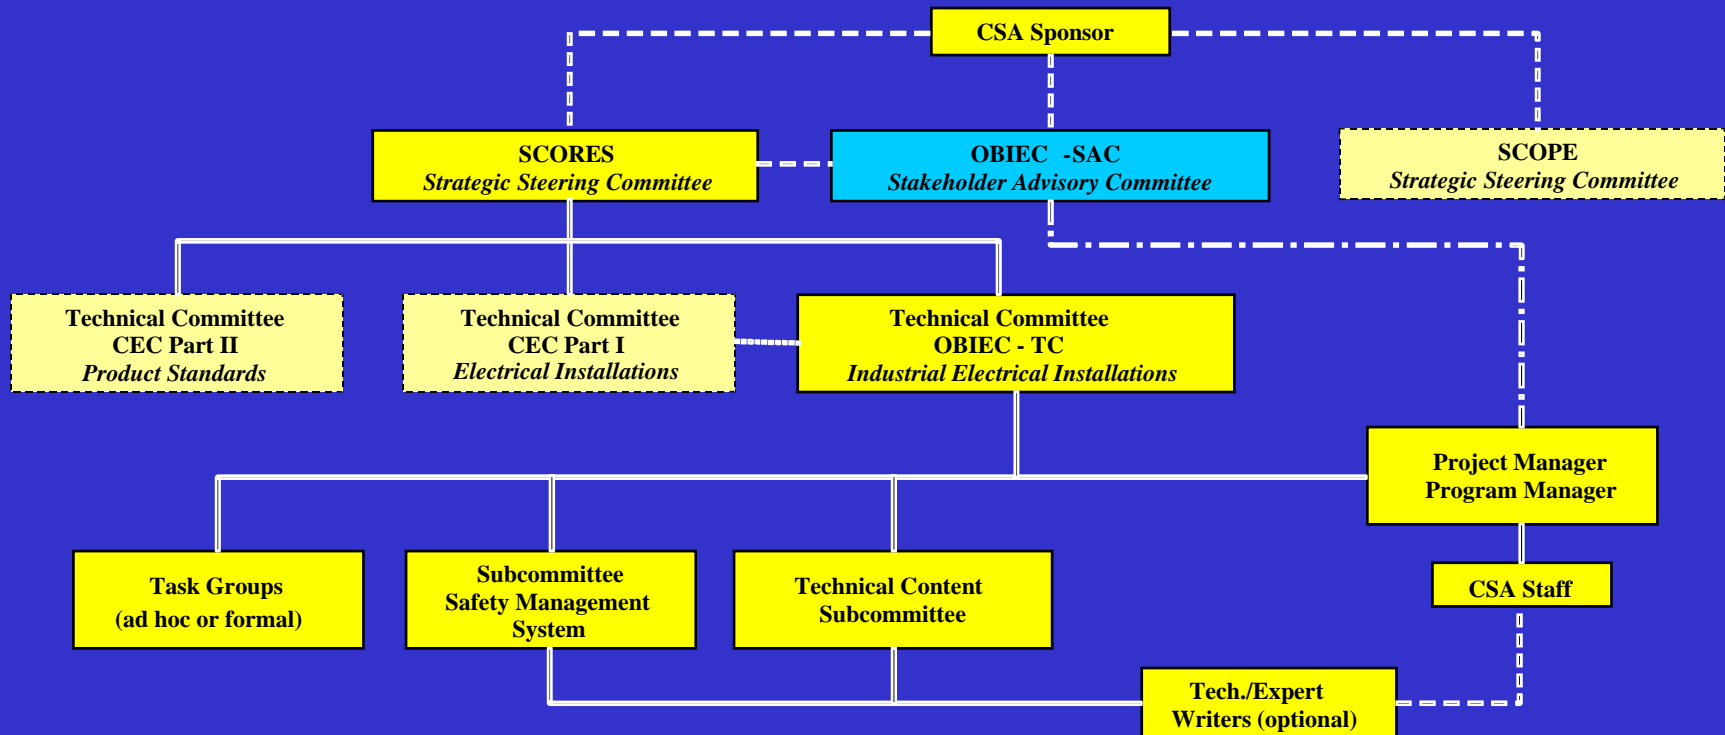 CSA Sponsor
SCORES
Strategic Steering Committee
OBIEC -SAC
Stakeholder Advisory Committee
SCOPE
Strategic Steering Committee
Technical Committee
CEC Part II
Product Standards
Technical Committee
CEC Part I
Electrical Installations
Technical Committee
OBIEC - TC
Industrial Electrical Installations
Project Manager
Program Manager
Task Groups
(ad hoc or formal)
Subcommittee
Safety Management
System
Technical Content
Subcommittee
CSA Staff
Tech./Expert
Writers (optional)